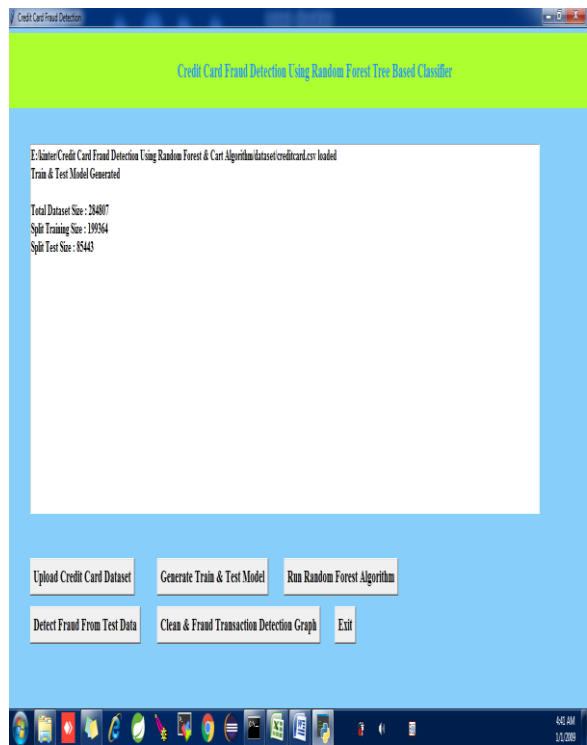 Credit Card Fraud Detection
Credit Card Fraud Detection Using Random Forest Tree Based Classifier
E:/kinter/Credit Card Fraud Detection Using Random Forest & Cart Algorithm/dataset/creditcard.csv loaded
Train & Test Model Generated
Total Dataset Size : 284807
Split Training Size : 199364
Split Test Size : 85443
Upload Credit Card Dataset
Generate Train & Test Model
Run Random Forest Algorithm
Detect Fraud From Test Data
Clean & Fraud Transaction Detection Graph
Exit
4:41 AM
1/1/2009